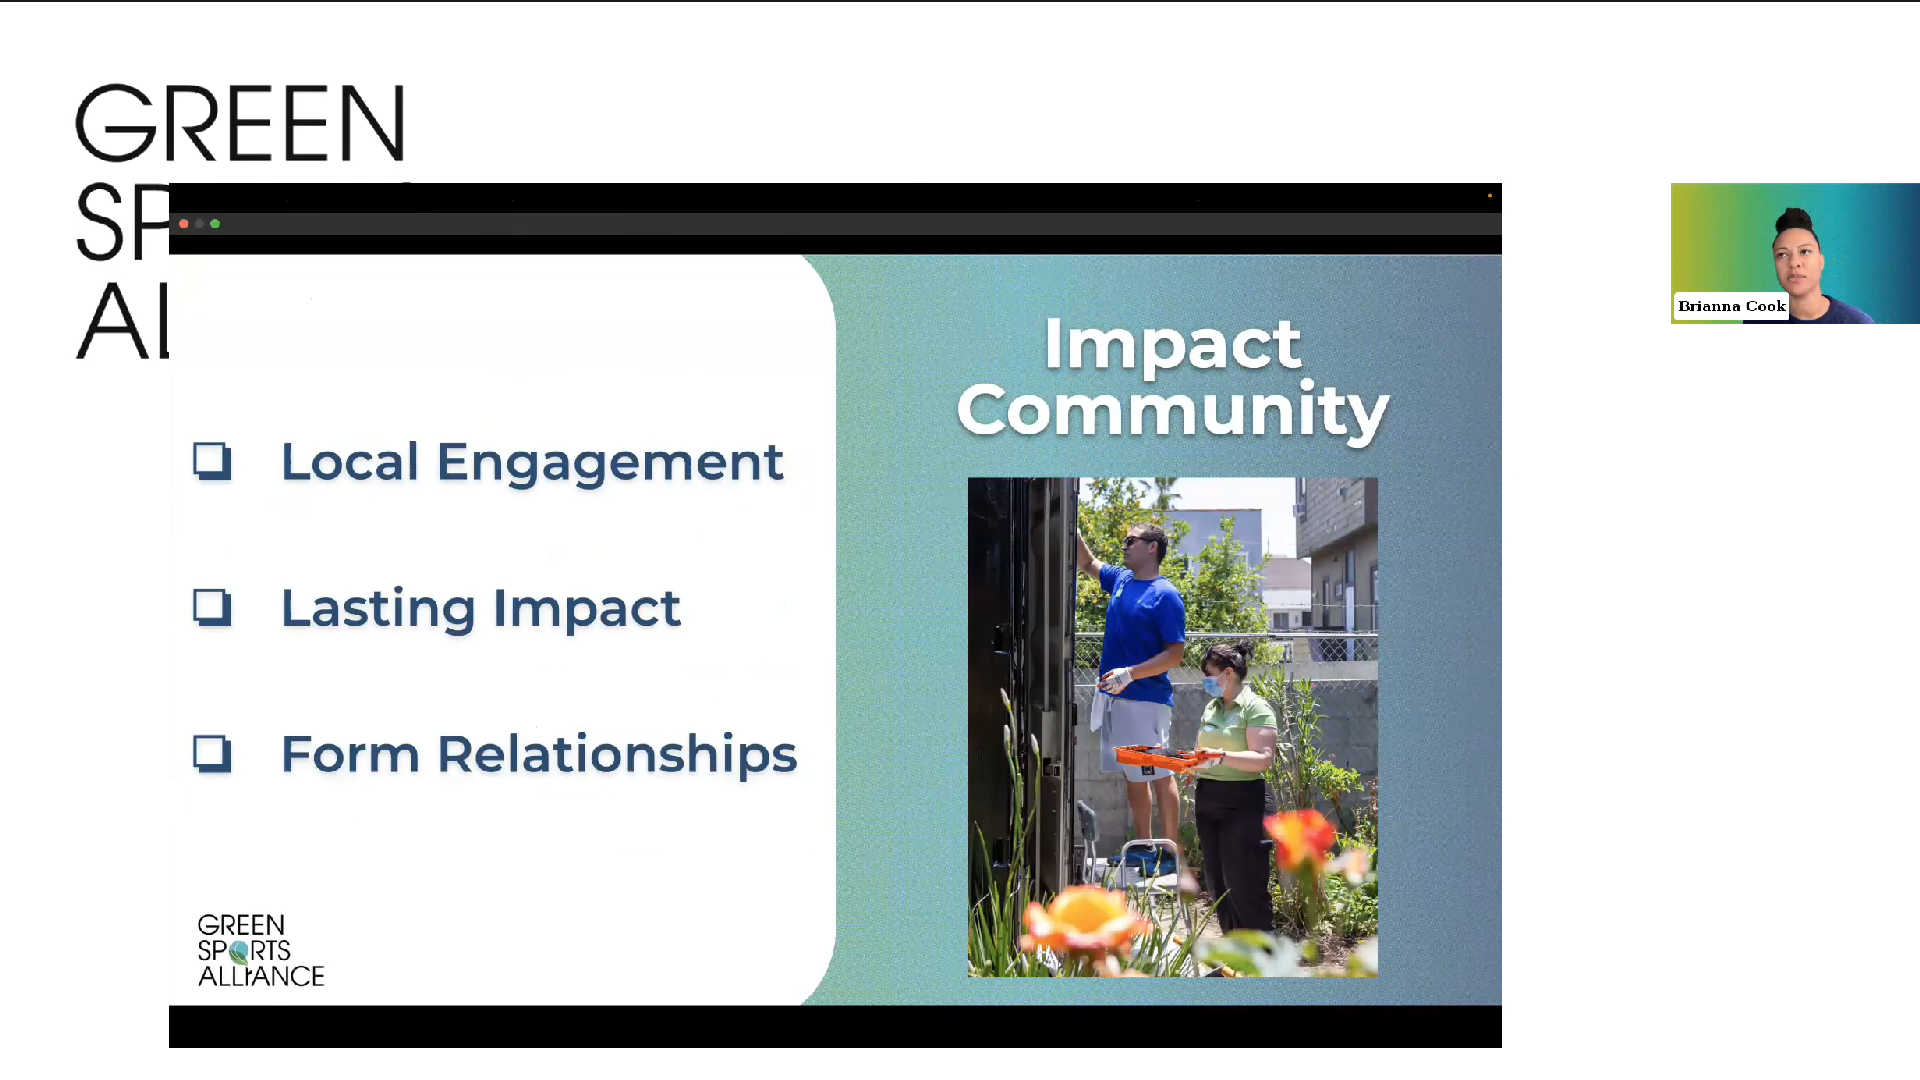 GREEN
SP
AL
Impact
Community
Local Engagement
Lasting Impact
Form Relationships
GREEN
SPORTS
ALLIANCE
Brianna Cook